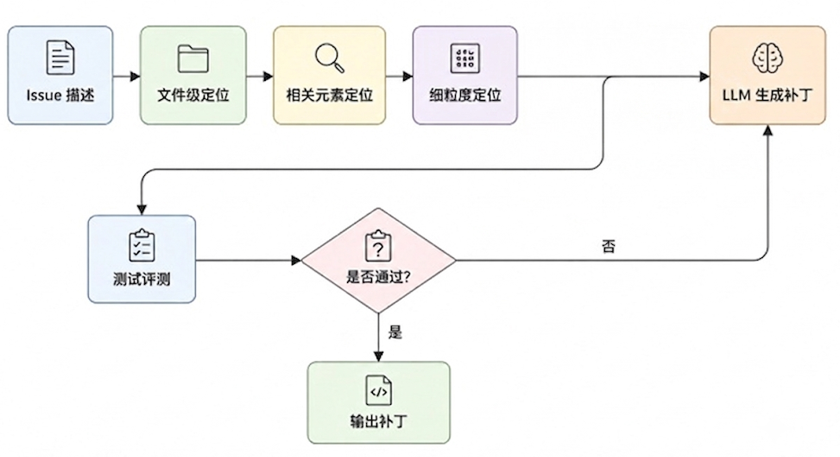 Issue 描述
文件级定位
相关元素定位
细粒度定位
LLM 生成补丁
测试评测
?
是否通过？
否
是
</>
输出补丁